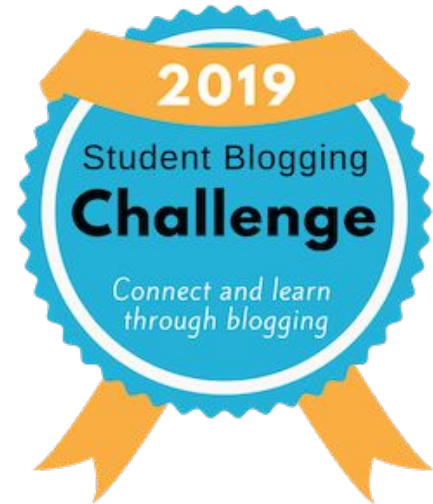 2019
Student Blogging
Challenge
Connect and learn
through blogging